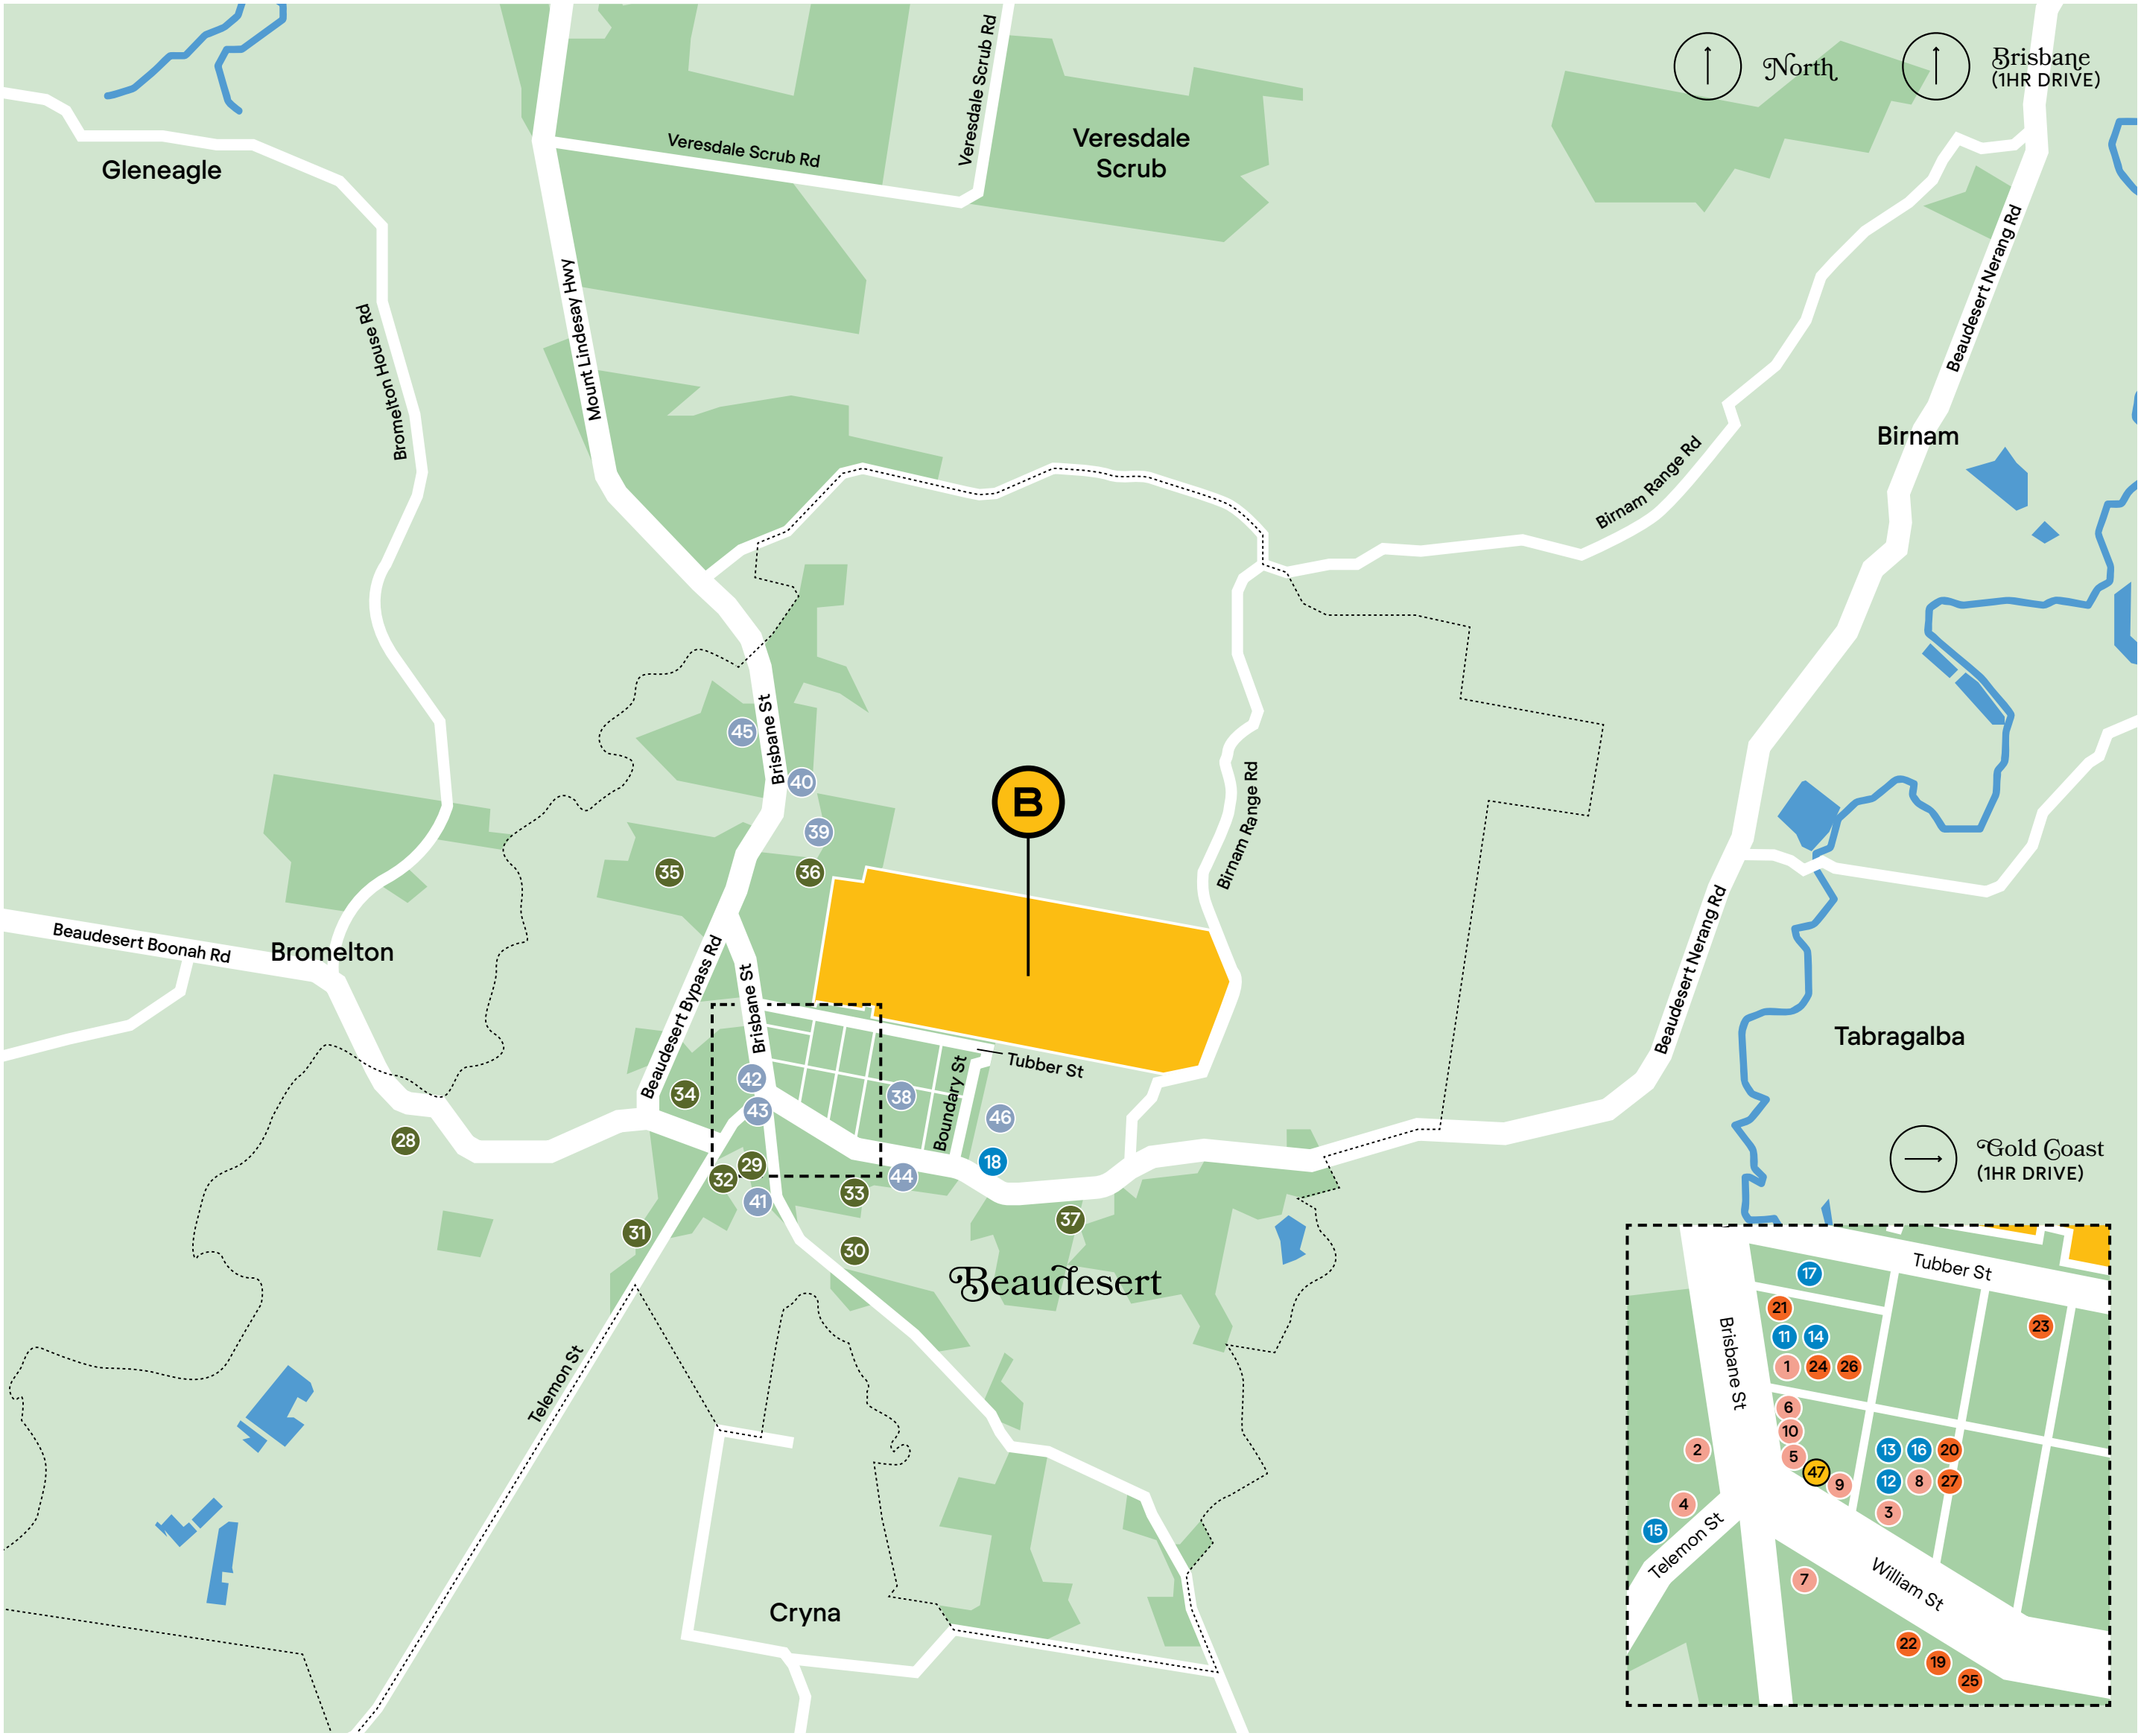 North
Brisbane
(1HR DRIVE)
Veresdale Scrub Rd
Veresdale Scrub Rd
Veresdale
Scrub
Gleneagle
Mount Lindesay Hwy
Beaudesert Nerang Rd
Bromelton House Rd
Birnam
Birnam Range Rd
45
Brisbane St
40
B
39
Birnam Range Rd
35
36
Beaudesert Boonah Rd
Bromelton
Beaudesert Bypass Rd
Brisbane St
Beaudesert Nerang Rd
Tabragalba
Tubber St
Boundary St
42
34
38
43
46
28
18
29
32
44
33
41
31
37
30
Beaudesert
Gold Coast
(1HR DRIVE)
Telemon St
Cryna
Tubber St
17
21
23
11
14
Brisbane St
1
24
26
6
10
2
5
13
16
20
47
9
12
8
27
4
3
15
Telemon St
7
William St
22
19
25